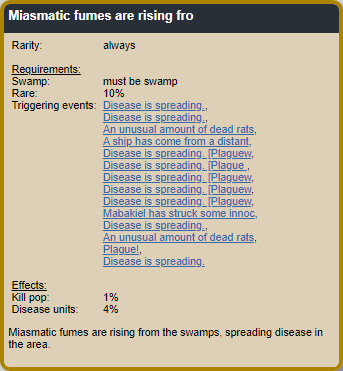 Miasmatic fumes are rising fro
Rarity: always
Requirements:
Swamp: must be swamp
Rare: 10%
Triggering events: Disease is spreading.,
Disease is spreading.,
An unusual amount of dead rats,
A ship has come from a distant,
Disease is spreading. [Plaguew,
Disease is spreading. [Plague ,
Disease is spreading. [Plaguew,
Disease is spreading. [Plaguew,
Disease is spreading. [Plaguew,
Mabakiel has struck some innoc,
Disease is spreading.,
An unusual amount of dead rats,
Plague!,
Disease is spreading.
Effects:
Kill pop: 1%
Disease units: 4%
Miasmatic fumes are rising from the swamps, spreading disease in
the area.